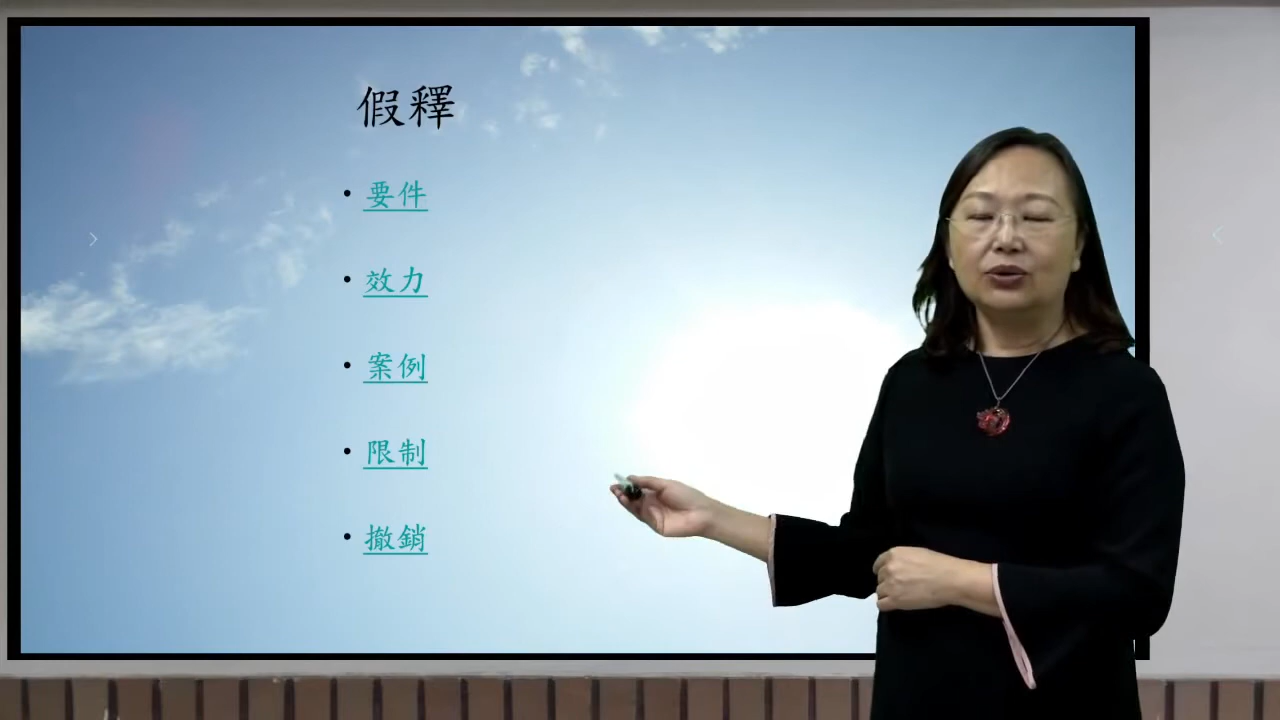 假釋
• 要件
• 效力
• 案例
• 限制
• 撤銷